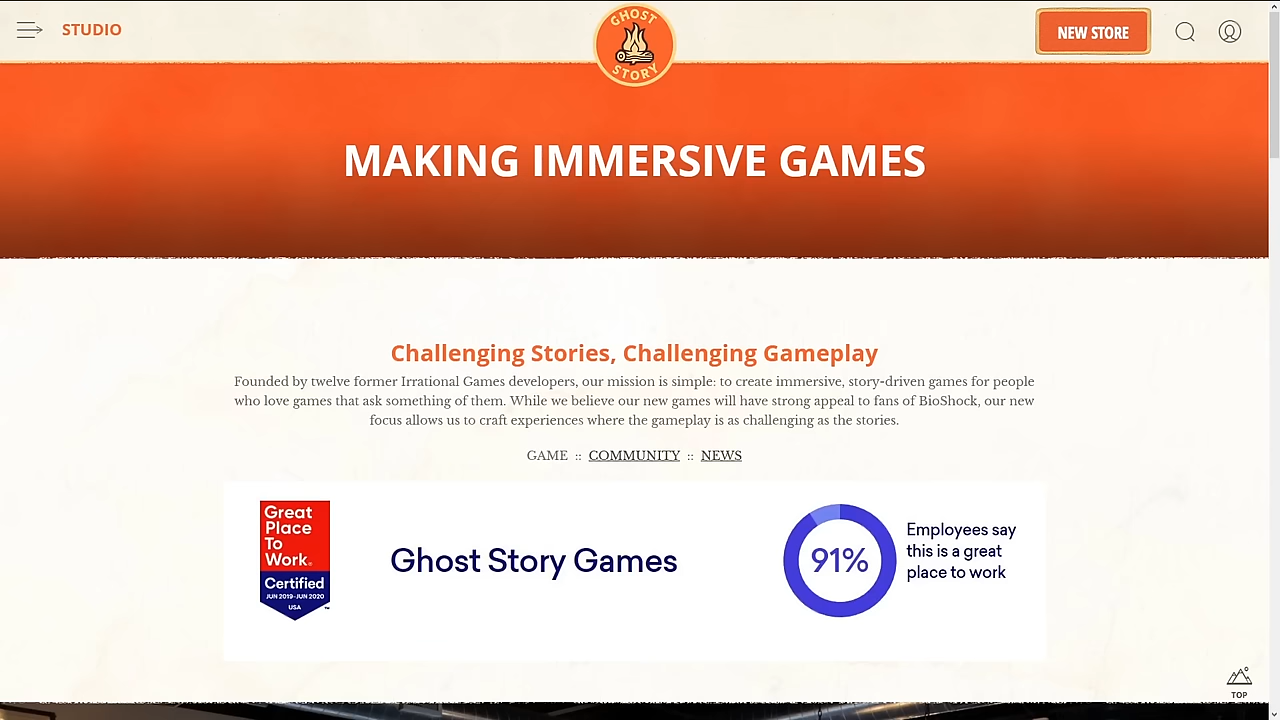 STUDIO
GHOST
STORY
NEW STORE
MAKING IMMERSIVE GAMES
Challenging Stories, Challenging Gameplay
Founded by twelve former Irrational Games developers, our mission is simple: to create immersive, story-driven games for people
who love games that ask something of them. While we believe our new games will have strong appeal to fans of BioShock, our new
focus allows us to craft experiences where the gameplay is as challenging as the stories.
GAME :: COMMUNITY :: NEWS
Great
Place
To
Work®
Certified
JUN 2019-JUN 2020
USA
™
Ghost Story Games
91%
Employees say
this is a great
place to work
TOP